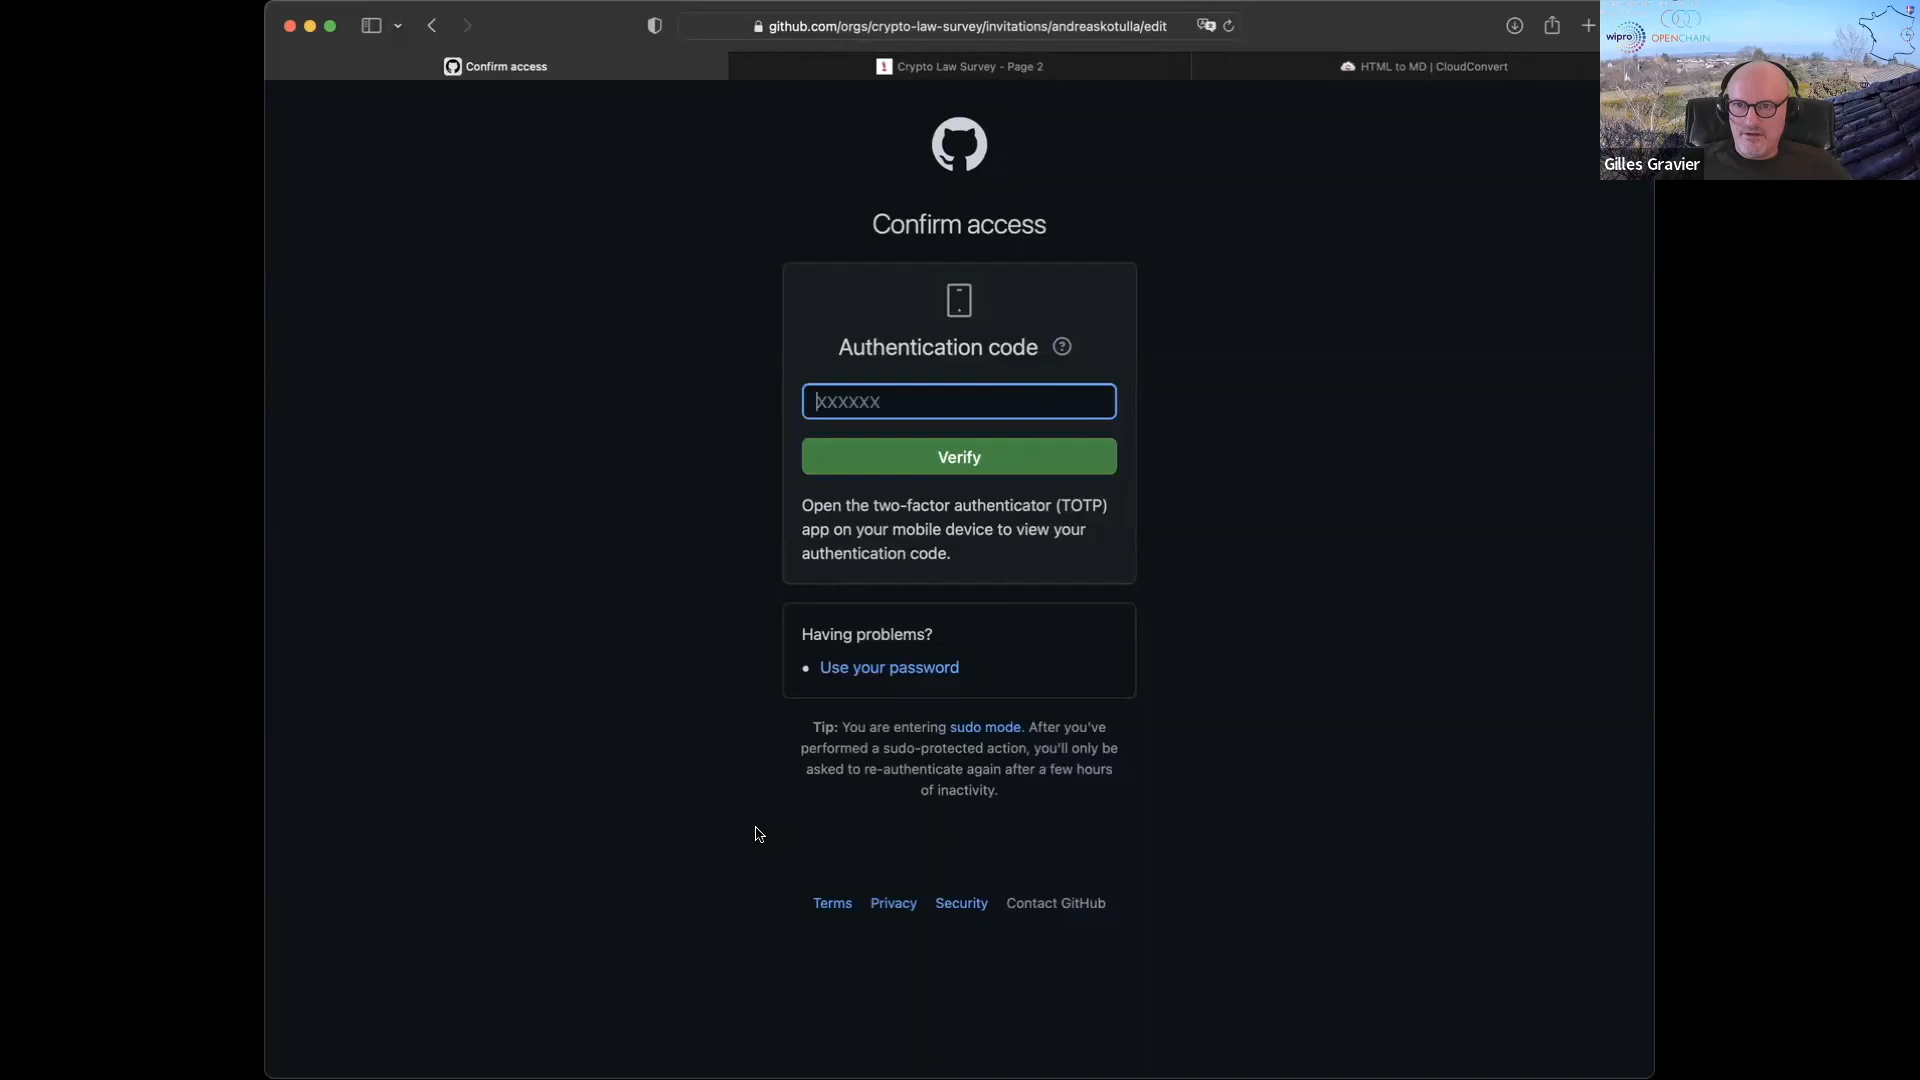 github.com/orgs/crypto-law-survey/invitations/andreaskotulla/edit
Confirm access
Crypto Law Survey - Page 2
HTML to MD | CloudConvert
wipro
OPENCHAIN
Gilles Gravier
Confirm access
Authentication code
XXXXXX
Verify
Open the two-factor authenticator (TOTP)
app on your mobile device to view your
authentication code.
Having problems?
• Use your password
Tip: You are entering sudo mode. After you've
performed a sudo-protected action, you'll only be
asked to re-authenticate again after a few hours
of inactivity.
Terms Privacy Security Contact GitHub